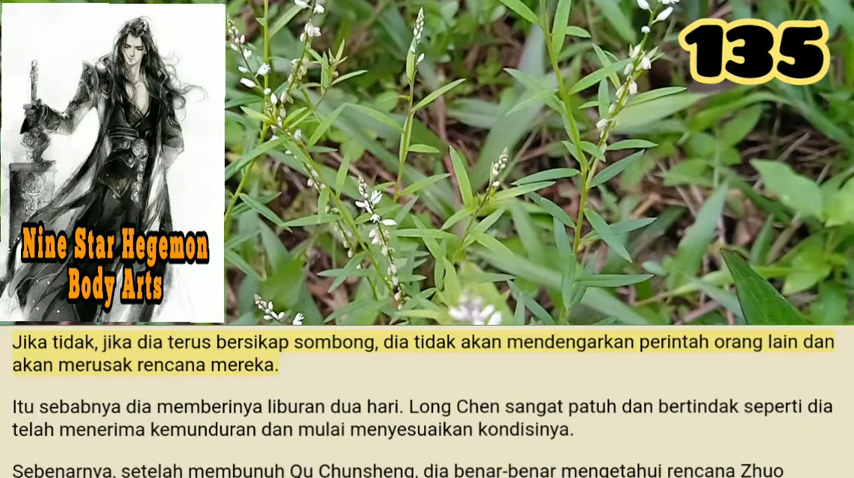 135
Nine Star Hegemon
Body Arts
Jika tidak, jika dia terus bersikap sombong, dia tidak akan mendengarkan perintah orang lain dan
akan merusak rencana mereka.
Itu sebabnya dia memberinya liburan dua hari. Long Chen sangat patuh dan bertindak seperti dia
telah menerima kemunduran dan mulai menyesuaikan kondisinya.
Sebenarnya, setelah membunuh Qu Chunsheng, dia benar-benar mengetahui rencana Zhuo